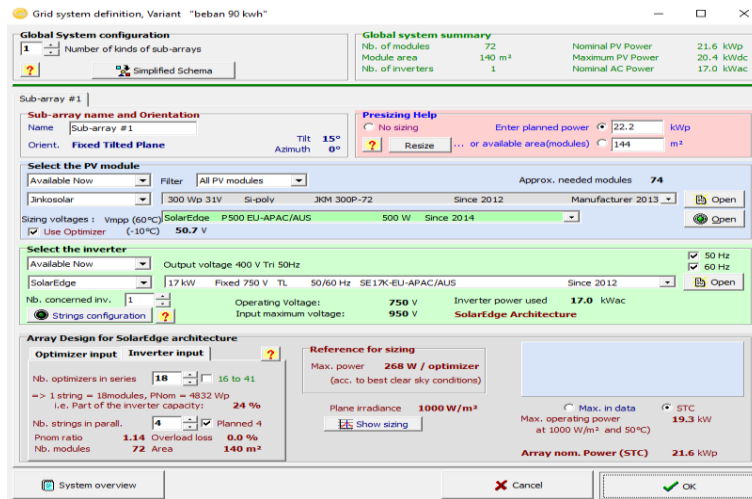 Grid system definition, Variant "beban 90 kwh"
Global System configuration
1 Number of kinds of sub-arrays
? Simplified Schema
Global system summary
Nb. of modules 72 Nominal PV Power 21.6 kWp
Module area 140 m² Maximum PV Power 20.4 kWdc
Nb. of inverters 1 Nominal AC Power 17.0 kWac
Sub-array #1
Sub-array name and Orientation
Name Sub-array #1
Orient. Fixed Tilted Plane Tilt 15°
Azimuth 0°
Presizing Help
No sizing Enter planned power 22.2 kWp
? Resize ... or available area(modules) 144 m²
Select the PV module
Available Now Filter All PV modules Approx. needed modules 74
Jinkosolar 300 Wp 31V Si-poly JKM 300P-72 Since 2012 Manufacturer 2013 Open
Sizing voltages : Vmpp (60°C) SolarEdge P500 EU-APAC/AUS 500 W Since 2014 Open
Use Optimizer (-10°C) 50.7 V
Select the inverter
Available Now Output voltage 400 V Tri 50Hz 50 Hz
60 Hz
SolarEdge 17 kW Fixed 750 V TL 50/60 Hz SE17K-EU-APAC/AUS Since 2012 Open
Nb. concerned inv. 1 Operating Voltage: 750 V Inverter power used 17.0 kWac
Strings configuration ? Input maximum voltage: 950 V SolarEdge Architecture
Array Design for SolarEdge architecture
Optimizer input Inverter input ?
Nb. optimizers in series 18 16 to 41
=> 1 string = 18modules, PNom = 4832 Wp
i.e. Part of the inverter capacity: 24 %
Nb. strings in parall. 4 Planned 4
Pnom ratio 1.14 Overload loss 0.0 %
Nb. modules 72 Area 140 m²
Reference for sizing
Max. power 268 W / optimizer
(acc. to best clear sky conditions)
Plane irradiance 1000 W/m²
Show sizing
Max. in data STC
Max. operating power 19.3 kW
at 1000 W/m² and 50°C)
Array nom. Power (STC) 21.6 kWp
System overview Cancel OK